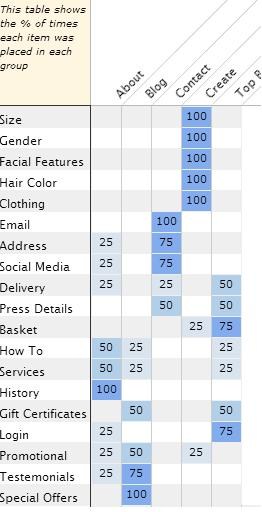 This table shows
the % of times
each item was
placed in each
group
About
Blog
Contact
Create
Top
Size 100
Gender 100
Facial Features 100
Hair Color 100
Clothing 100
Email 100
Address 25 75
Social Media 25 75
Delivery 25 25 50
Press Details 50 50
Basket 25 75
How To 50 25 25
Services 50 25 25
History 100
Gift Certificates 50 50
Login 25 75
Promotional 25 50 25
Testemonials 25 75
Special Offers 100